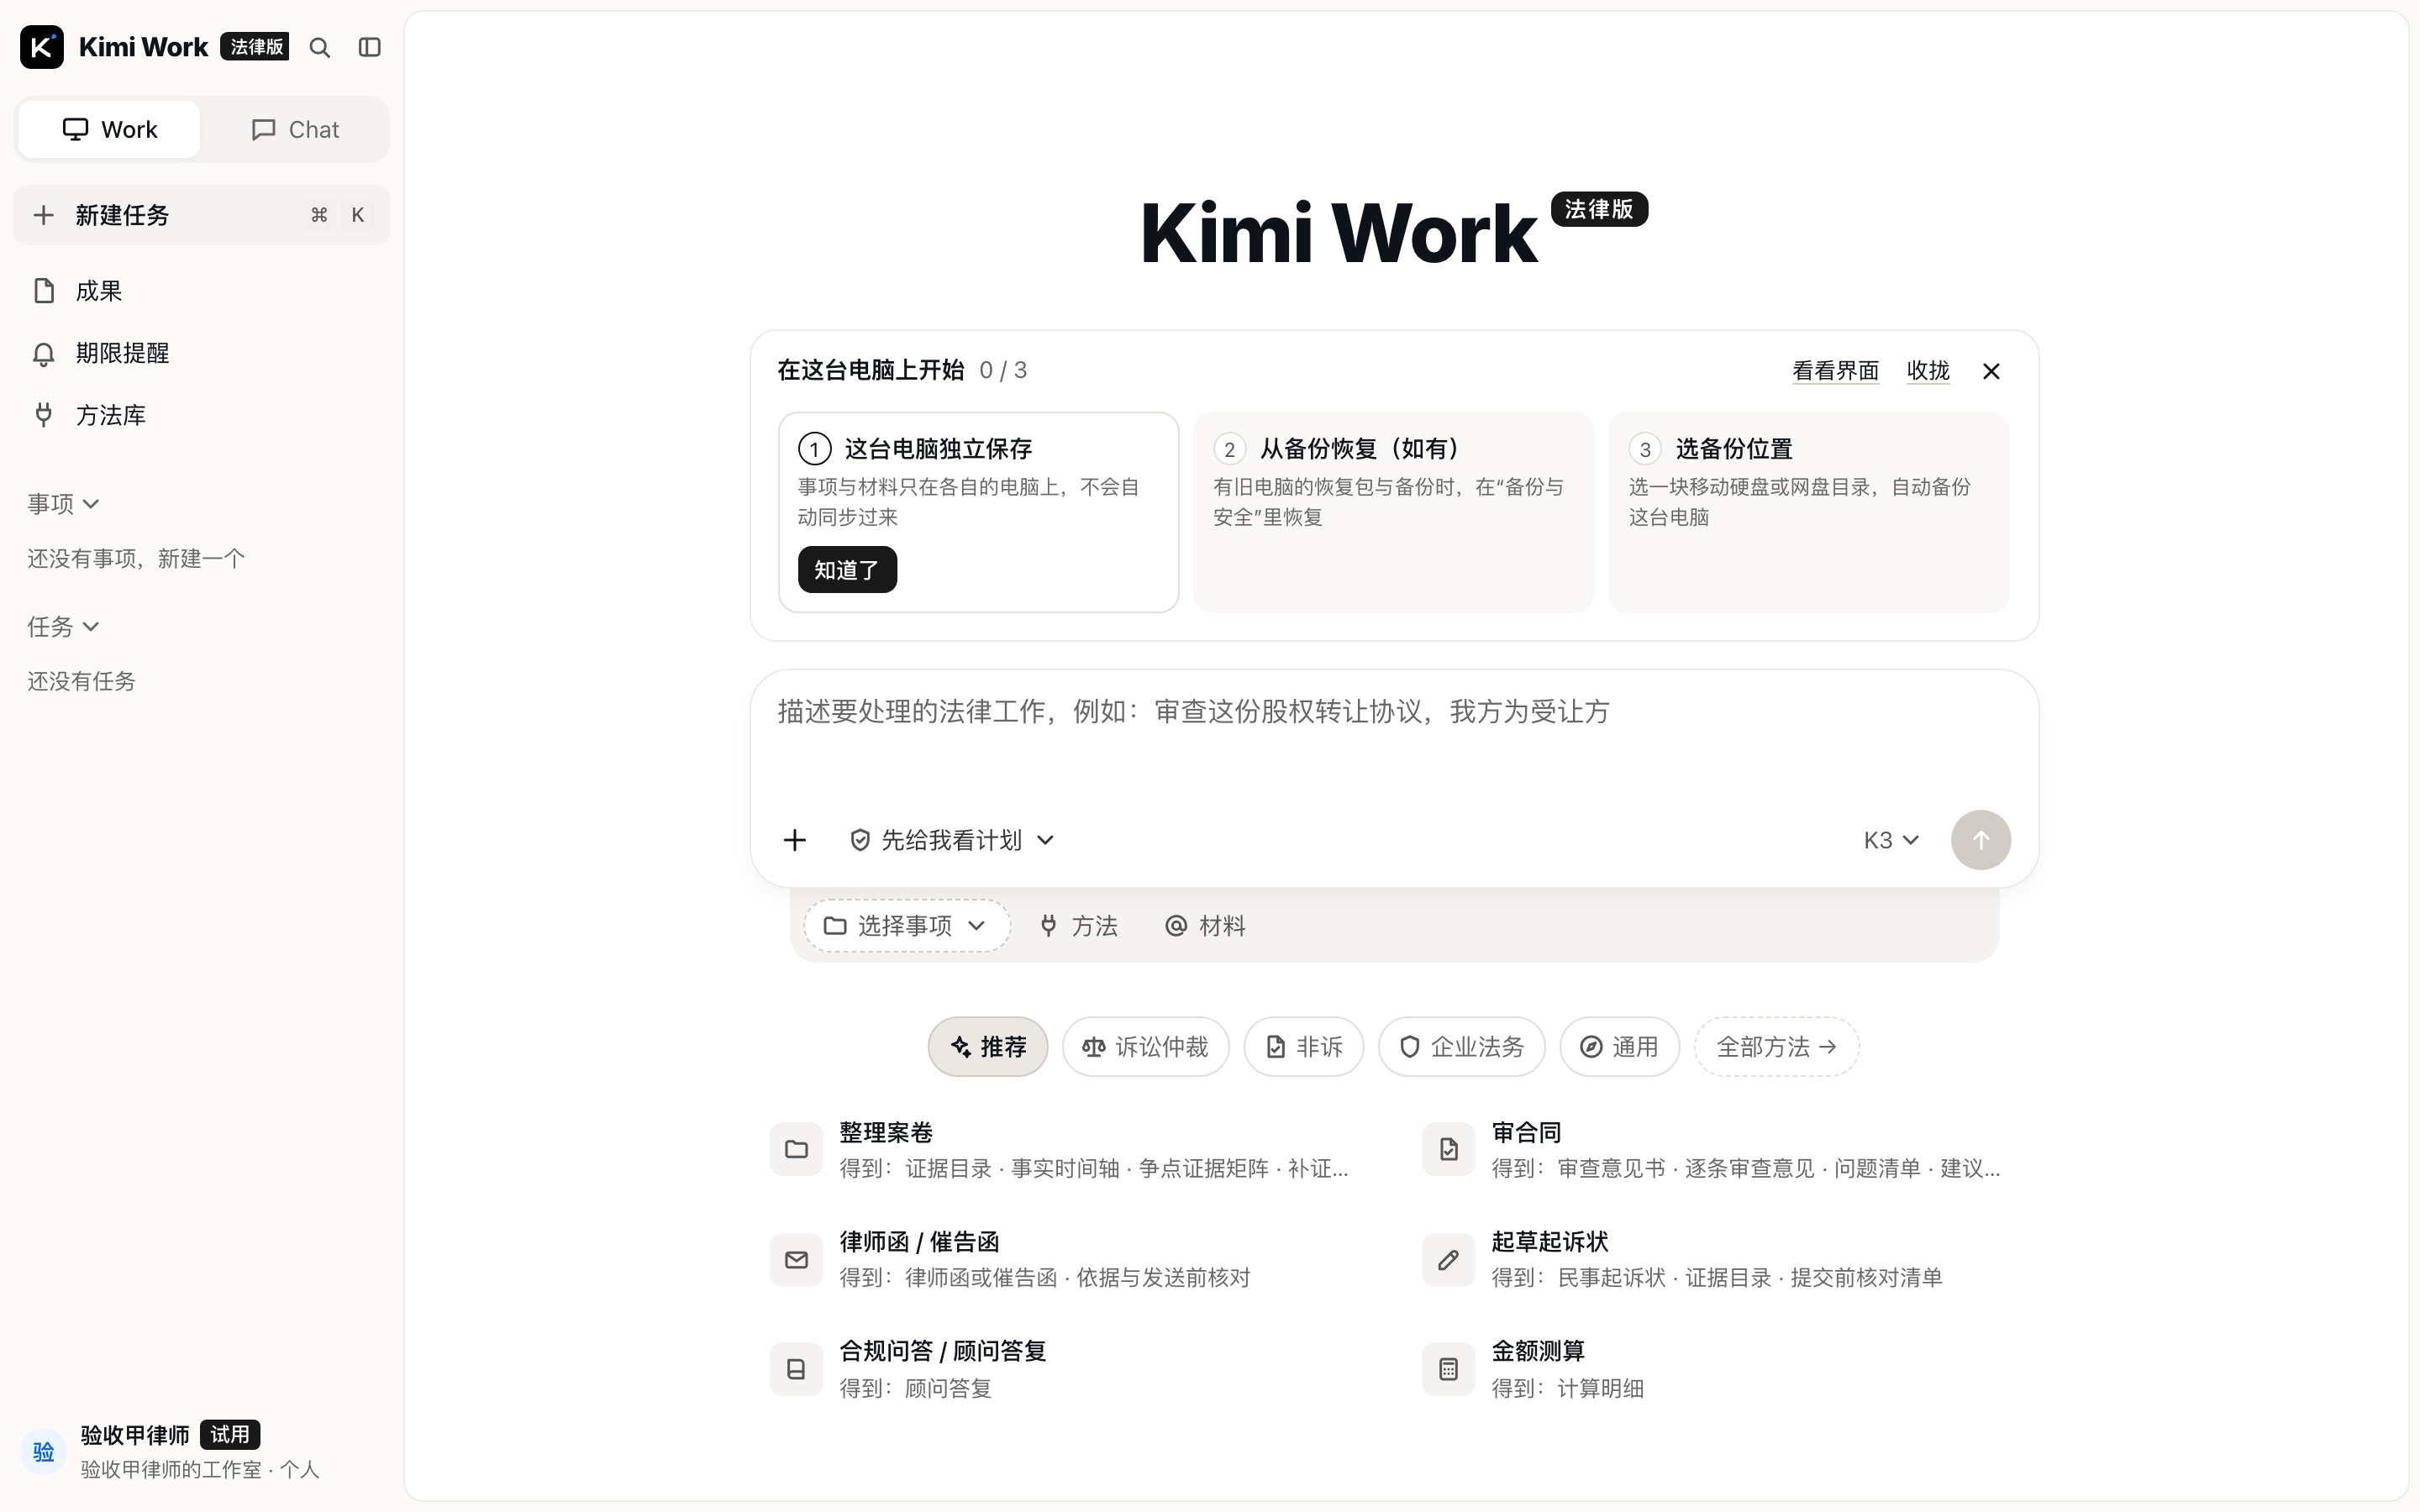 Kimi Work 法律版
Work
Chat
新建任务 ⌘ K
成果
期限提醒
方法库
事项
还没有事项，新建一个
任务
还没有任务
验
验收甲律师 试用
验收甲律师的工作室 · 个人
Kimi Work 法律版
在这台电脑上开始 0 / 3
看看界面 收拢
1 这台电脑独立保存
事项与材料只在各自的电脑上，不会自
动同步过来
知道了
2 从备份恢复（如有）
有旧电脑的恢复包与备份时，在“备份与
安全”里恢复
3 选备份位置
选一块移动硬盘或网盘目录，自动备份
这台电脑
描述要处理的法律工作，例如：审查这份股权转让协议，我方为受让方
先给我看计划
K3
选择事项 方法 材料
推荐 诉讼仲裁 非诉 企业法务 通用 全部方法 →
整理案卷
得到：证据目录 · 事实时间轴 · 争点证据矩阵 · 补证...
审合同
得到：审查意见书 · 逐条审查意见 · 问题清单 · 建议...
律师函 / 催告函
得到：律师函或催告函 · 依据与发送前核对
起草起诉状
得到：民事起诉状 · 证据目录 · 提交前核对清单
合规问答 / 顾问答复
得到：顾问答复
金额测算
得到：计算明细